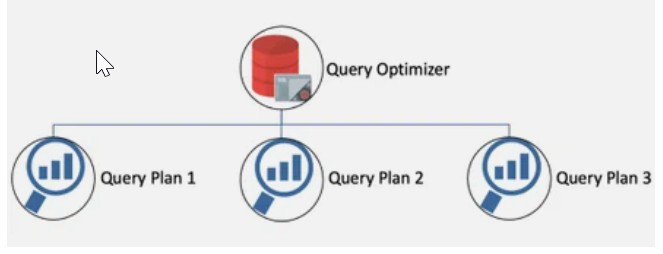 Query Optimizer
Query Plan 1
Query Plan 2
Query Plan 3